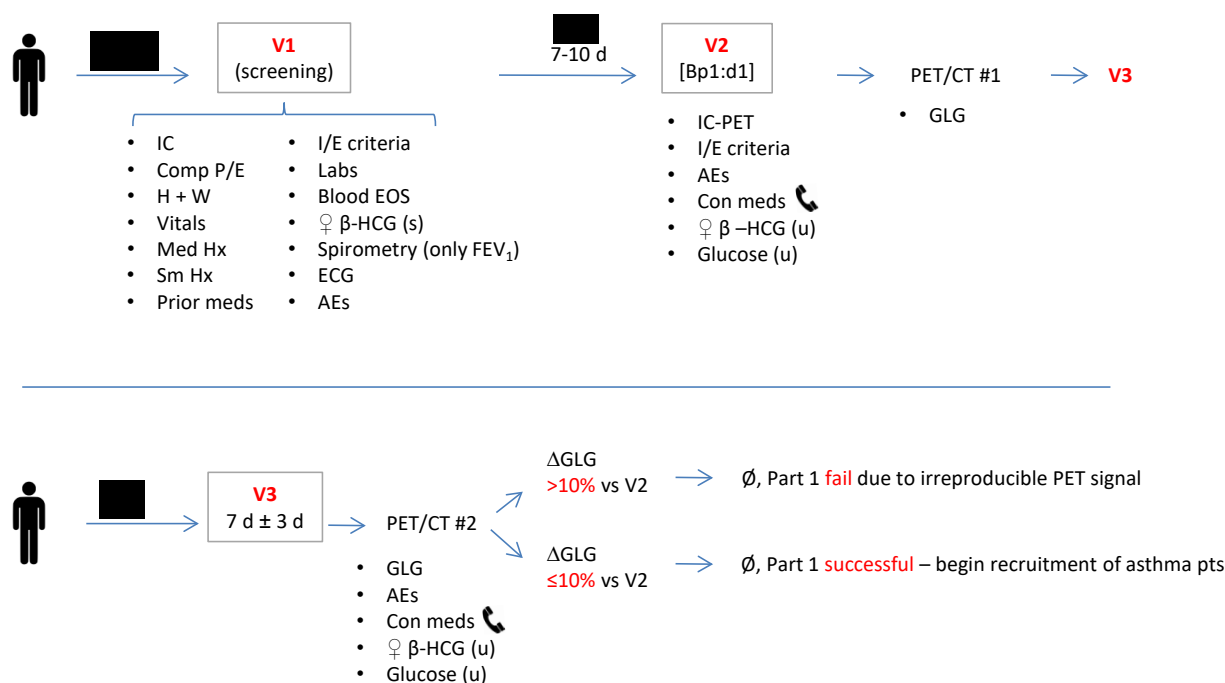 V1
(screening)
7-10 d
V2
[Bp1:d1]
PET/CT #1
V3
• GLG
• IC
• Comp P/E
• H + W
• Vitals
• Med Hx
• Sm Hx
• Prior meds
• I/E criteria
• Labs
• Blood EOS
• ♀ β-HCG (s)
• Spirometry (only FEV₁)
• ECG
• AEs
• IC-PET
• I/E criteria
• AEs
• Con meds
• ♀ β –HCG (u)
• Glucose (u)
V3
7 d ± 3 d
PET/CT #2
• GLG
• AEs
• Con meds
• ♀ β-HCG (u)
• Glucose (u)
ΔGLG
>10% vs V2
Ø, Part 1 fail due to irreproducible PET signal
ΔGLG
≤10% vs V2
Ø, Part 1 successful – begin recruitment of asthma pts